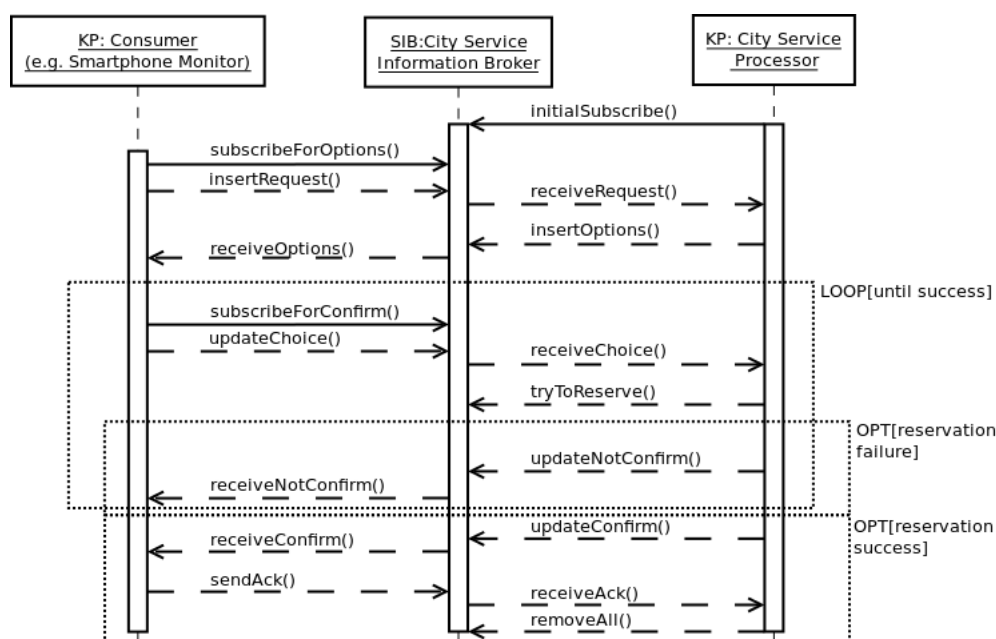 KP: Consumer
(e.g. Smartphone Monitor)
SIB:City Service
Information Broker
KP: City Service
Processor
initialSubscribe()
subscribeForOptions()
insertRequest()
receiveRequest()
insertOptions()
receiveOptions()
LOOP[until success]
subscribeForConfirm()
updateChoice()
receiveChoice()
tryToReserve()
OPT[reservation
failure]
updateNotConfirm()
receiveNotConfirm()
updateConfirm()
OPT[reservation
success]
receiveConfirm()
sendAck()
receiveAck()
removeAll()